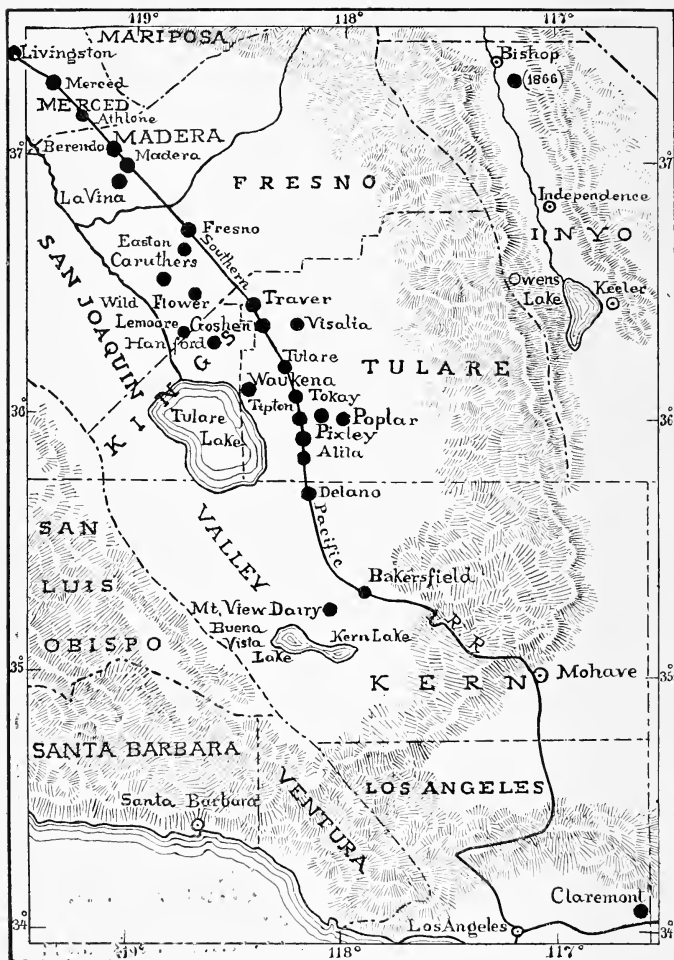 119°
118°
117°
MARIPOSA
Livingston
Bishop
Merced
(1866)
MERCED
Athlone
Berendo
MADERA
37°
Madera
37°
La Vina
FRESNO
Independence
Fresno
INYO
SAN JOAQUIN
VALLEY
Easton
Southern
Pacific
R R
Caruthers
Owens
Lake
Keeler
Wild Flower
Traver
Lemoore
Goshen
Visalia
Hanford
KINGS
Tulare
TULARE
Waukena
Tokay
36°
Tipton
Poplar
36°
Tulare
Lake
Pixley
Alila
Delano
SAN
LUIS
OBISPO
Bakersfield
Mt. View Dairy
Buena
Vista
Lake
Kern Lake
35°
KERN
Mohave
35°
SANTA BARBARA
VENTURA
LOS ANGELES
Santa Barbara
Claremont
34°
Los Angeles
34°
119°
118°
117°